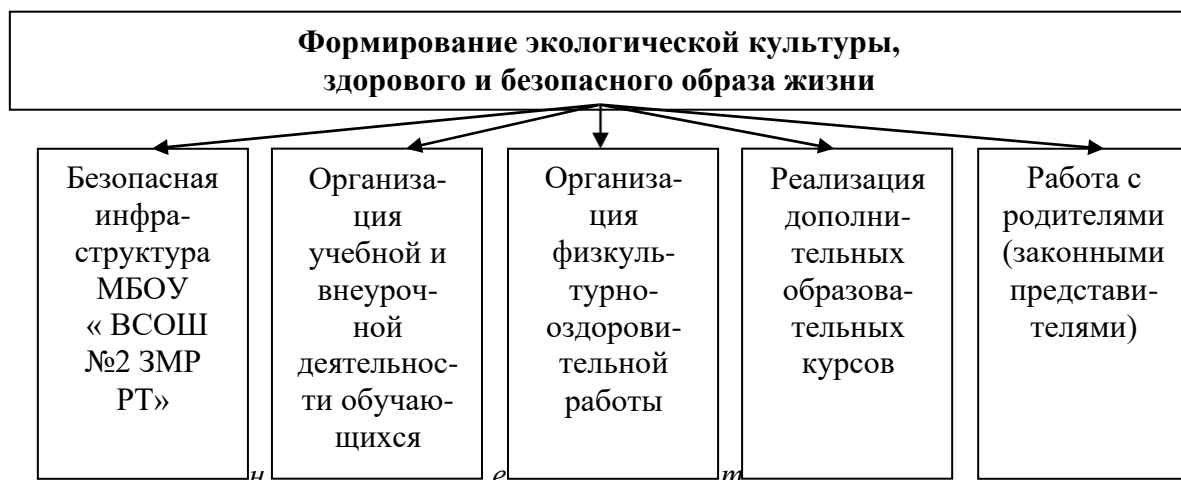 Формирование экологической культуры,
здорового и безопасного образа жизни
Безопасная
инфра-
структура
МБОУ
« ВСОШ
№2 ЗМР
РТ»
Организа-
ция
учебной и
внеуроч-
ной
деятельнос-
ти обучаю-
щихся
Организа-
ция
физкуль-
турно-
оздорови-
тельной
работы
Реализация
дополни-
тельных
образова-
тельных
курсов
Работа с
родителями
(законными
представи-
телями)
н е т